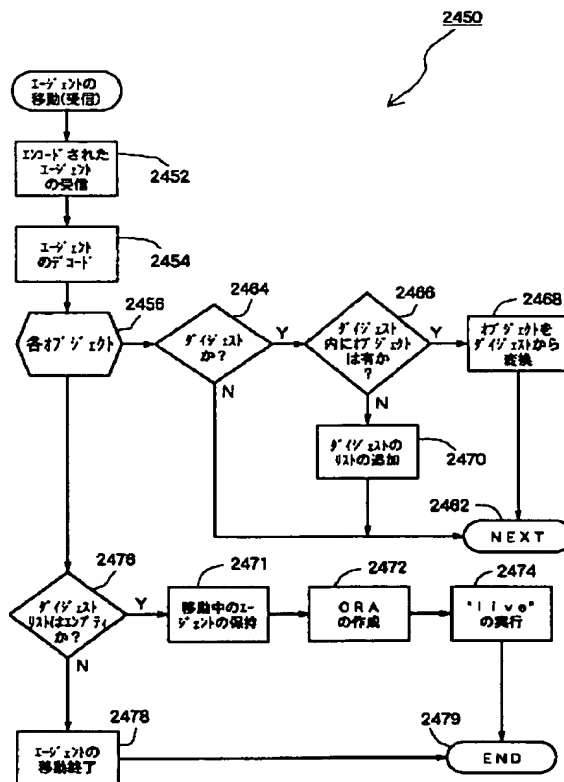 2450
エージェントの
移動(受信)
エンコードされた
エージェント
の受信
2452
エージェント
のデコード
2454
各オブジェクト
2456
ダイジェスト
か?
2464
Y
N
ダイジェスト
内にオブジェクト
は有か
?
2466
Y
N
オブジェクトを
ダイジェストから
変換
2468
ダイジェストの
リストの追加
2470
2462
NEXT
ダイジェスト
リストはエンプティ
か?
2476
Y
N
移動中のエー
ジェントの保持
2471
ORA
の作成
2472
"live"
の実行
2474
エージェントの
移動終了
2478
2479
END